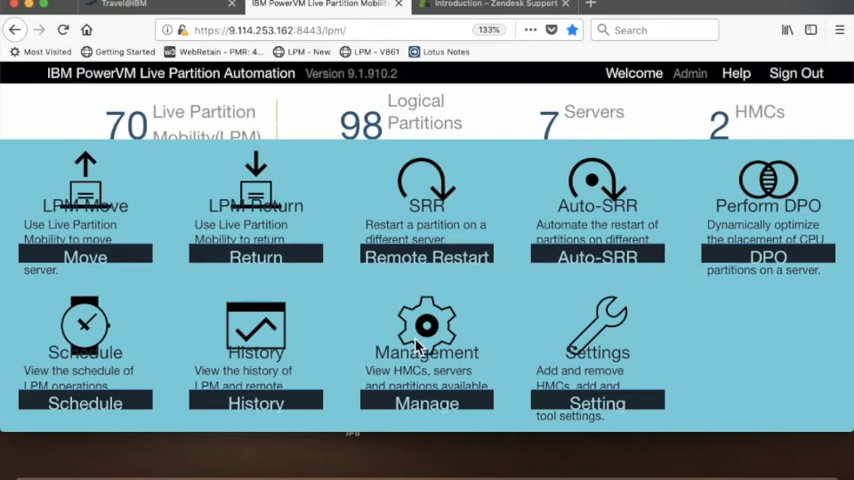 Travel@IBM
IBM PowerVM Live Partition Mobilit
Introduction – Zendesk Support
https://9.114.253.162:8443/lpm/
133%
Search
Most Visited
Getting Started
WebRetain - PMR: 4...
LPM - New
LPM - V861
Lotus Notes
IBM PowerVM Live Partition Automation Version 9.1.910.2
Welcome Admin Help Sign Out
70 Live Partition
Mobility(LPM)
98 Logical
Partitions
7 Servers
2 HMCs
LPM Move
Use Live Partition
Mobility to move
Move
server.
LPM Return
Use Live Partition
Mobility to return
Return
SRR
Restart a partition on a
different server.
Remote Restart
Auto-SRR
Automate the restart of
partitions on different
Auto-SRR
Perform DPO
Dynamically optimize
the placement of CPU
DPO
partitions on a server.
Schedule
View the schedule of
LPM operations
Schedule
History
View the history of
LPM and remote
History
Management
View HMCs, servers
and partitions available
Manage
Settings
Add and remove
HMCs, add and
Setting
tool settings.